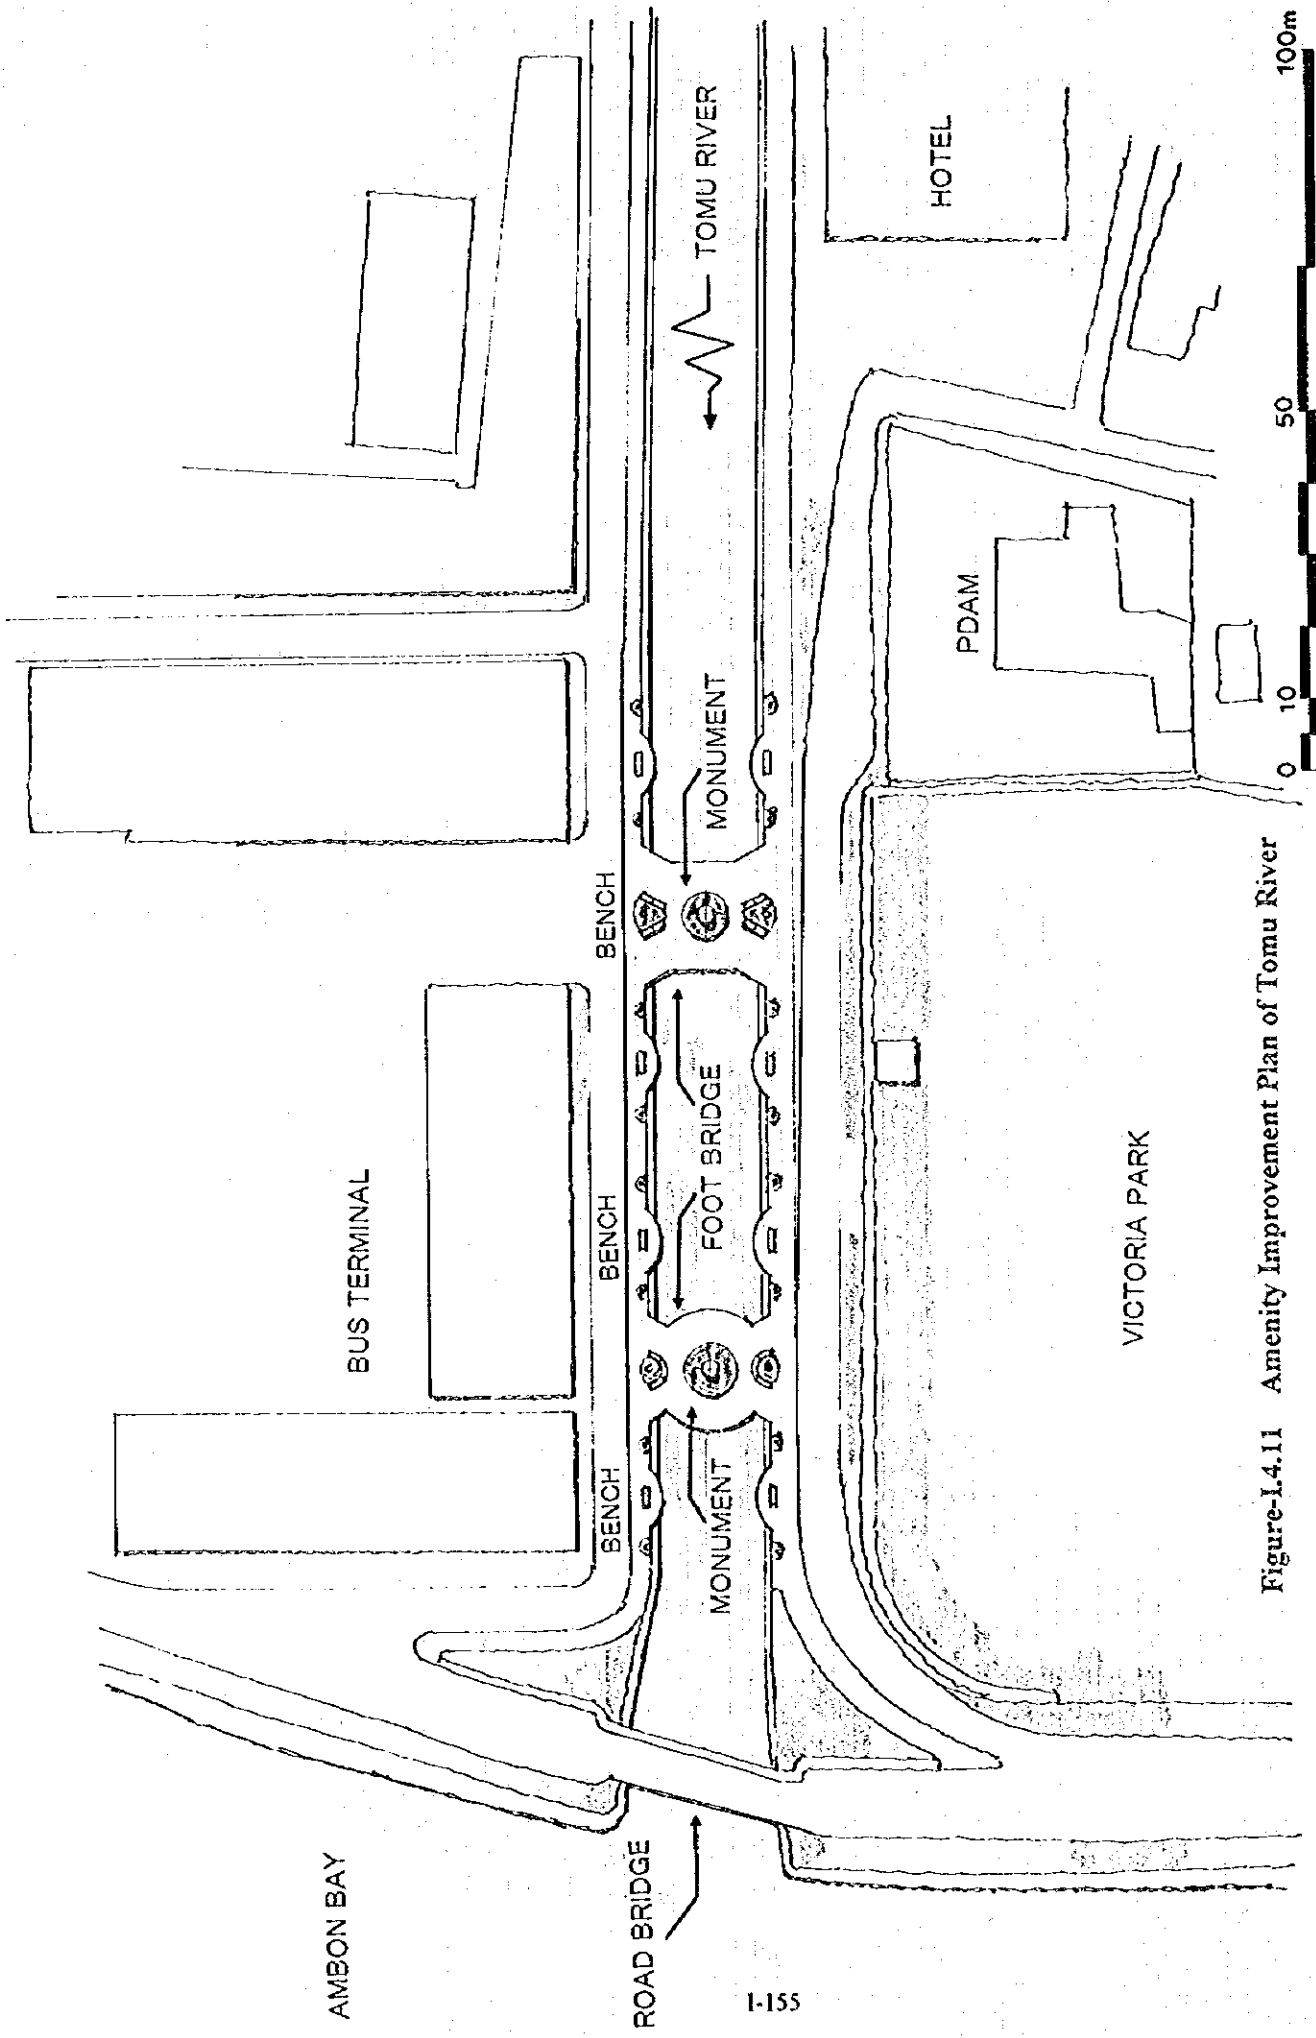 AMBON BAY
BUS TERMINAL
ROAD BRIDGE
BENCH
BENCH
BENCH
MONUMENT
FOOT BRIDGE
MONUMENT
TOMU RIVER
HOTEL
PDAM
VICTORIA PARK
0 10 50 100m
Figure-I.4.11 Amenity Improvement Plan of Tomu River
I-155